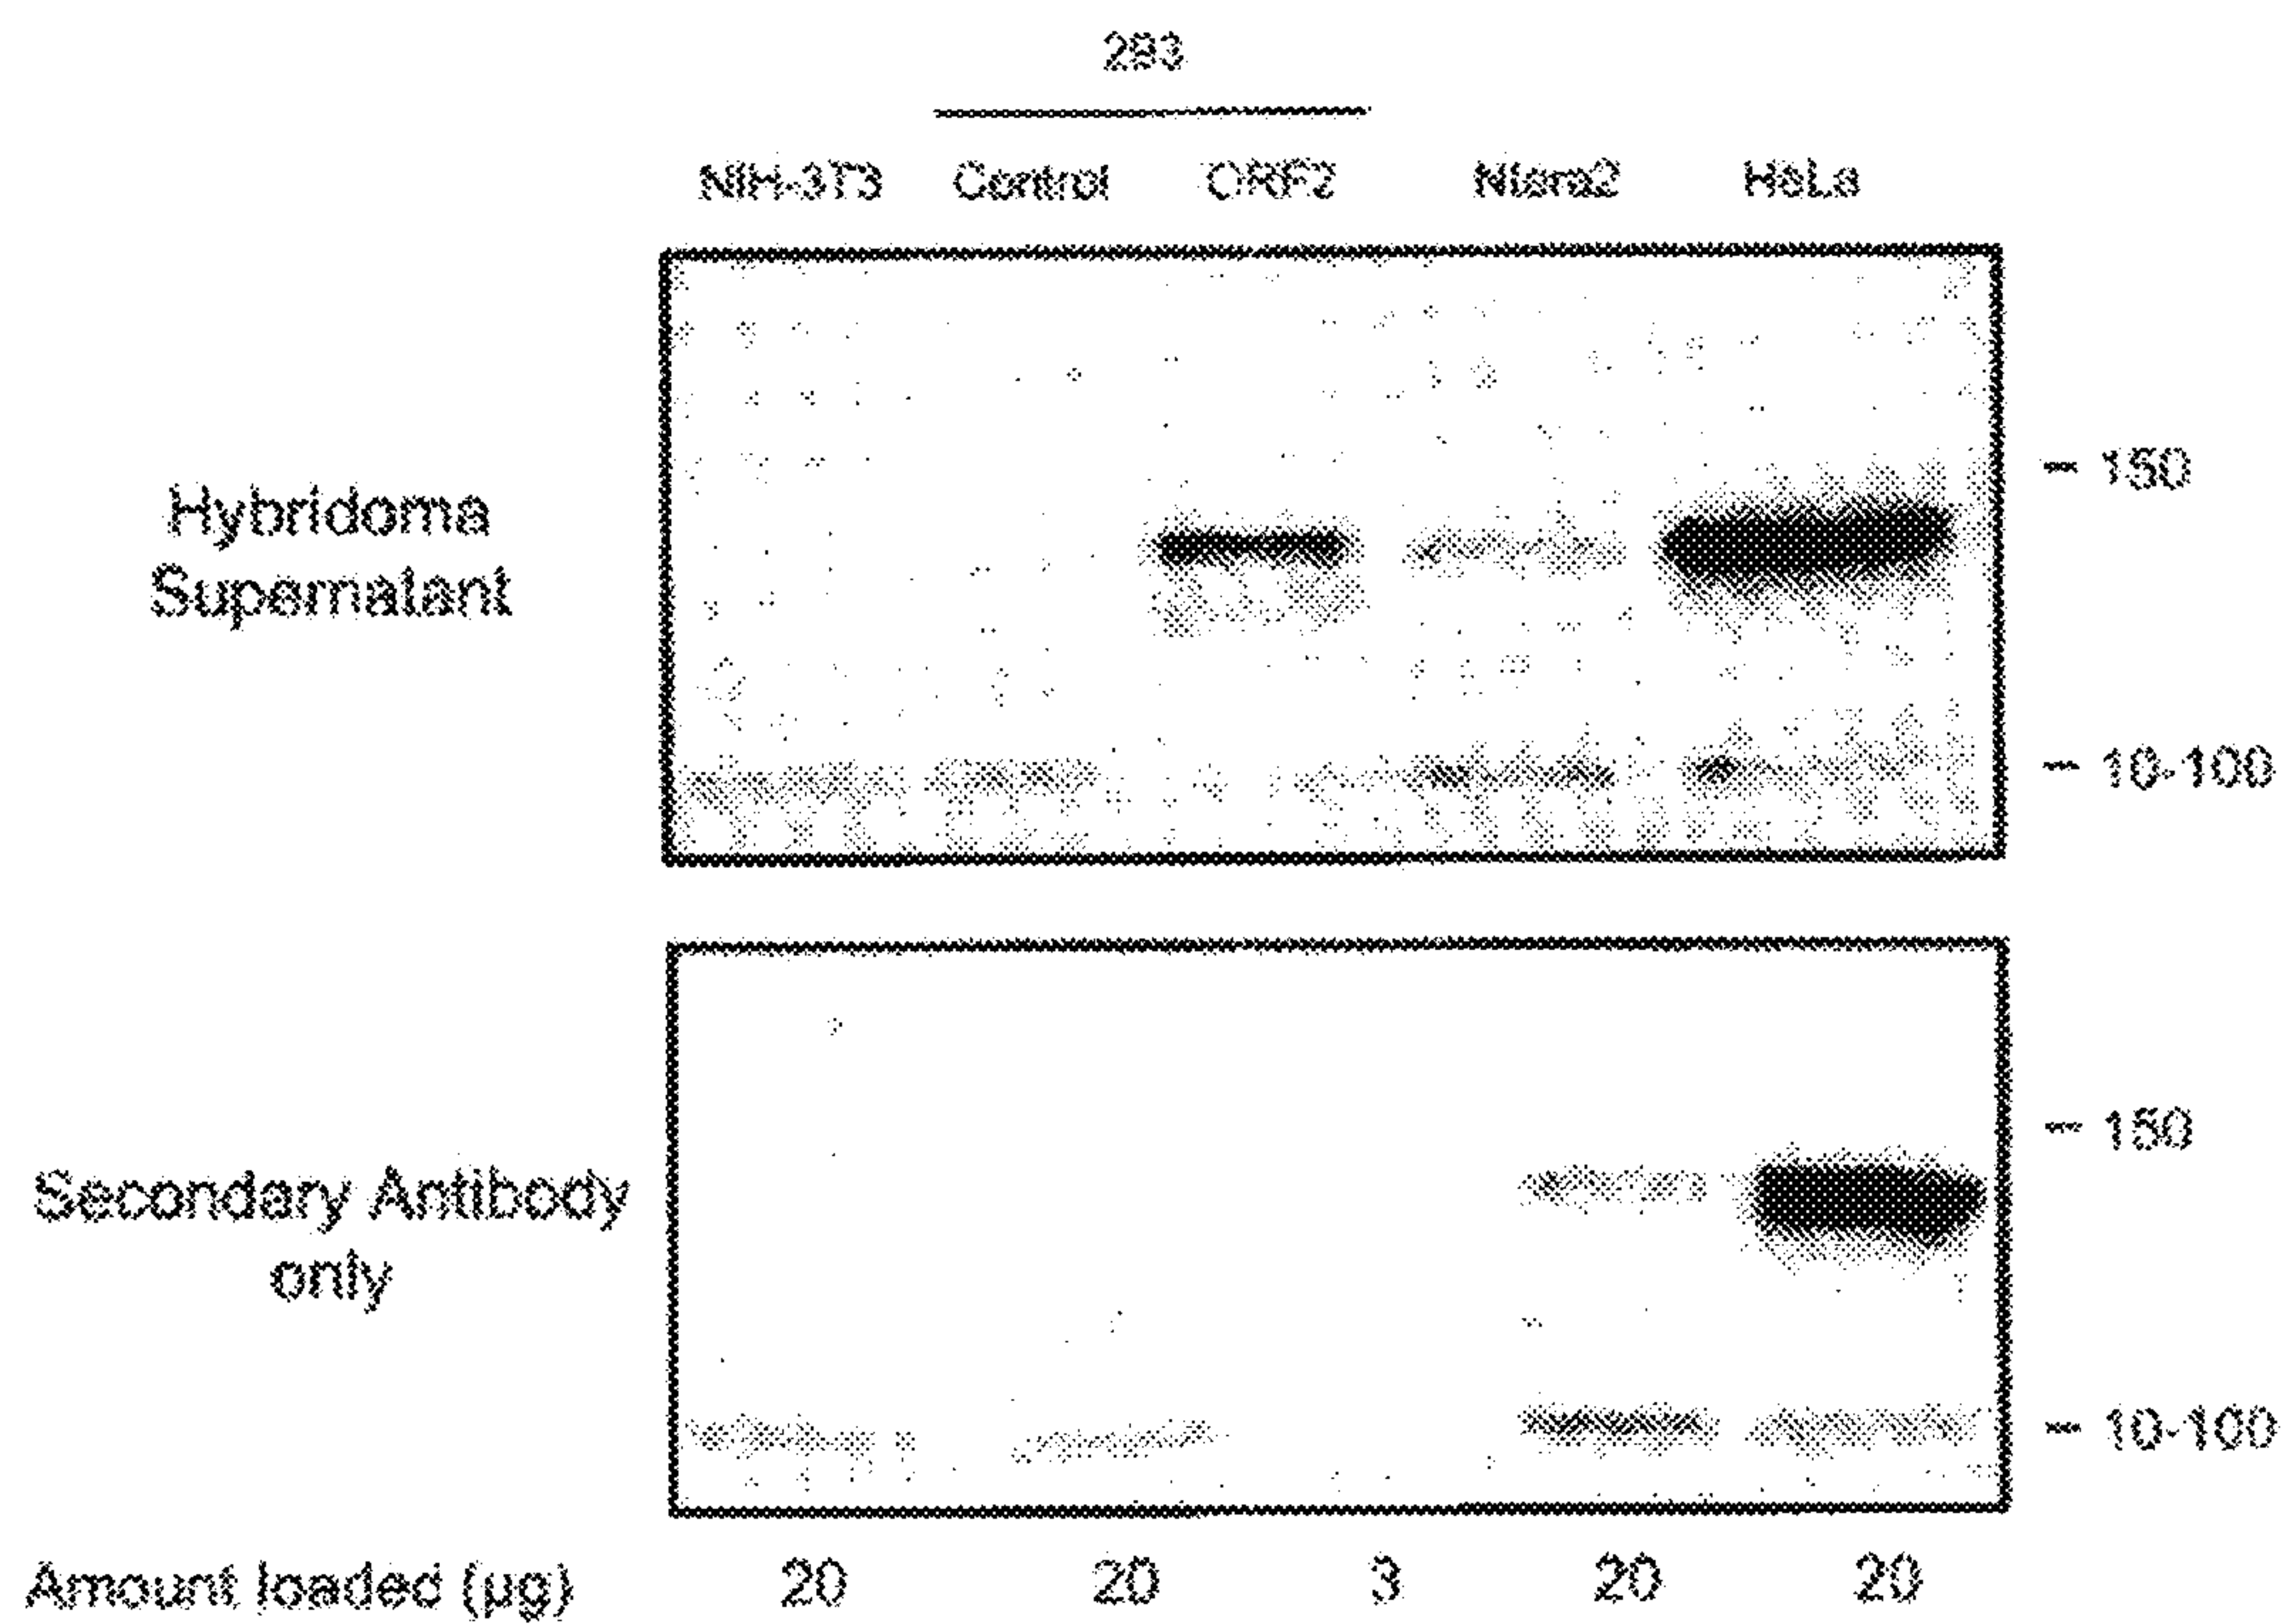 293
NIH-3T3 Control ORF2 Ntera2 HeLa
Hybridoma
Supernatant
- 150
- 10-100
Secondary Antibody
only
- 150
- 10-100
Amount loaded (µg) 20 20 3 20 20